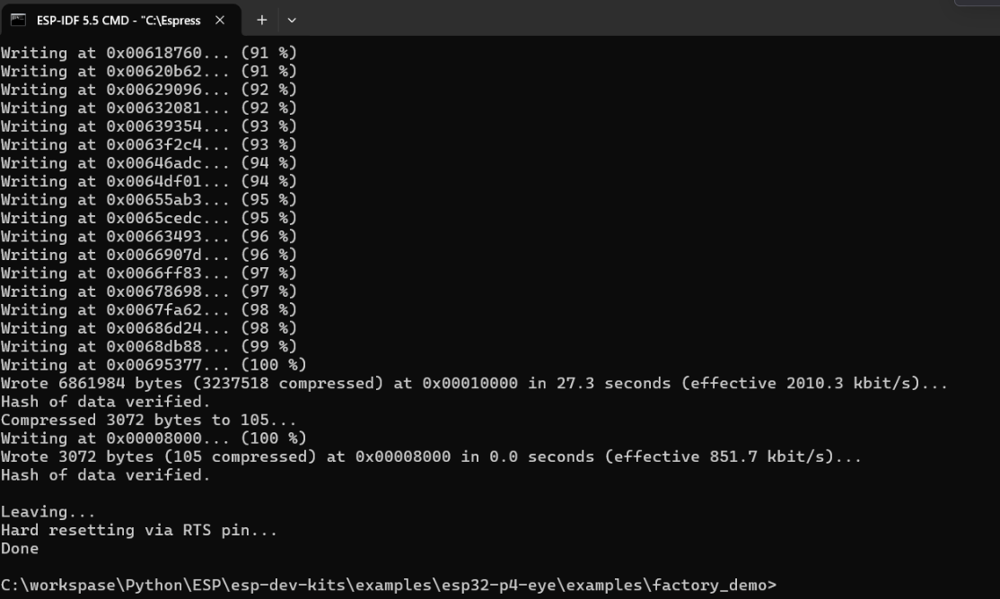 ESP-IDF 5.5 CMD - "C:\Espress
Writing at 0x00618760... (91 %)
Writing at 0x00620b62... (91 %)
Writing at 0x00629096... (92 %)
Writing at 0x00632081... (92 %)
Writing at 0x00639354... (93 %)
Writing at 0x0063f2c4... (93 %)
Writing at 0x00646adc... (94 %)
Writing at 0x0064df01... (94 %)
Writing at 0x00655ab3... (95 %)
Writing at 0x0065cedc... (95 %)
Writing at 0x00663493... (96 %)
Writing at 0x0066907d... (96 %)
Writing at 0x0066ff83... (97 %)
Writing at 0x00678698... (97 %)
Writing at 0x0067fa62... (98 %)
Writing at 0x00686d24... (98 %)
Writing at 0x0068db88... (99 %)
Writing at 0x00695377... (100 %)
Wrote 6861984 bytes (3237518 compressed) at 0x00010000 in 27.3 seconds (effective 2010.3 kbit/s)...
Hash of data verified.
Compressed 3072 bytes to 105...
Writing at 0x00008000... (100 %)
Wrote 3072 bytes (105 compressed) at 0x00008000 in 0.0 seconds (effective 851.7 kbit/s)...
Hash of data verified.
Leaving...
Hard resetting via RTS pin...
Done
C:\workspase\Python\ESP\esp-dev-kits\examples\esp32-p4-eye\examples\factory_demo>